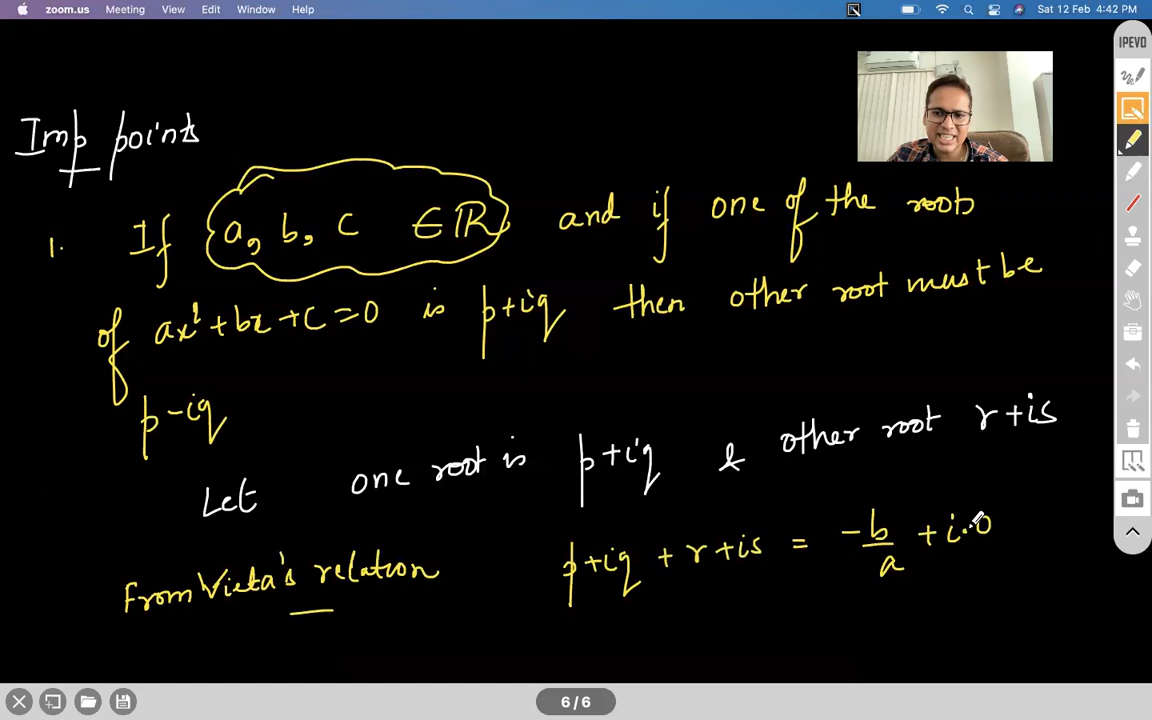 zoom.us Meeting View Edit Window Help Sat 12 Feb 4:42 PM
IPEVO
Imp points
1. If a, b, c ∈ ℝ and if one of the roots
of ax²+bx+c=0 is p+iq then other root must be
p-iq
Let one root is p+iq & other root r+is
From Vieta's relation p+iq + r+is = -b/a + i.0
6/6